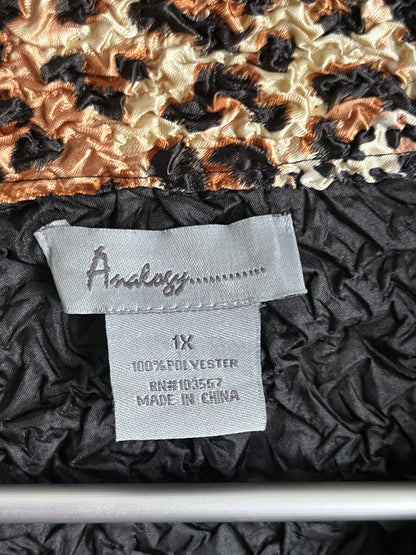 Analogy............
1X
100% POLYESTER
RN#103567
MADE IN CHINA